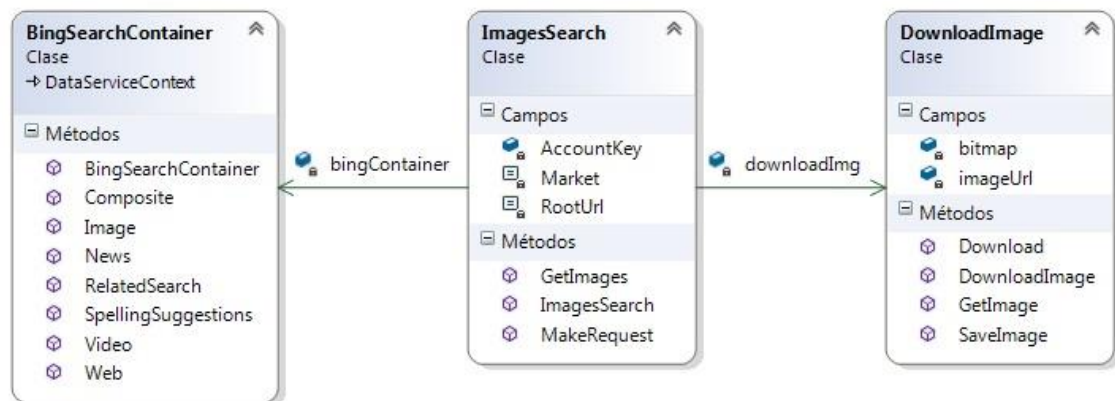 BingSearchContainer
Clase
DataServiceContext
Métodos
BingSearchContainer
Composite
Image
News
RelatedSearch
SpellingSuggestions
Video
Web
bingContainer
ImagesSearch
Clase
Campos
AccountKey
Market
RootUrl
Métodos
GetImages
ImagesSearch
MakeRequest
downloadImg
DownloadImage
Clase
Campos
bitmap
imageUrl
Métodos
Download
DownloadImage
GetImage
SaveImage